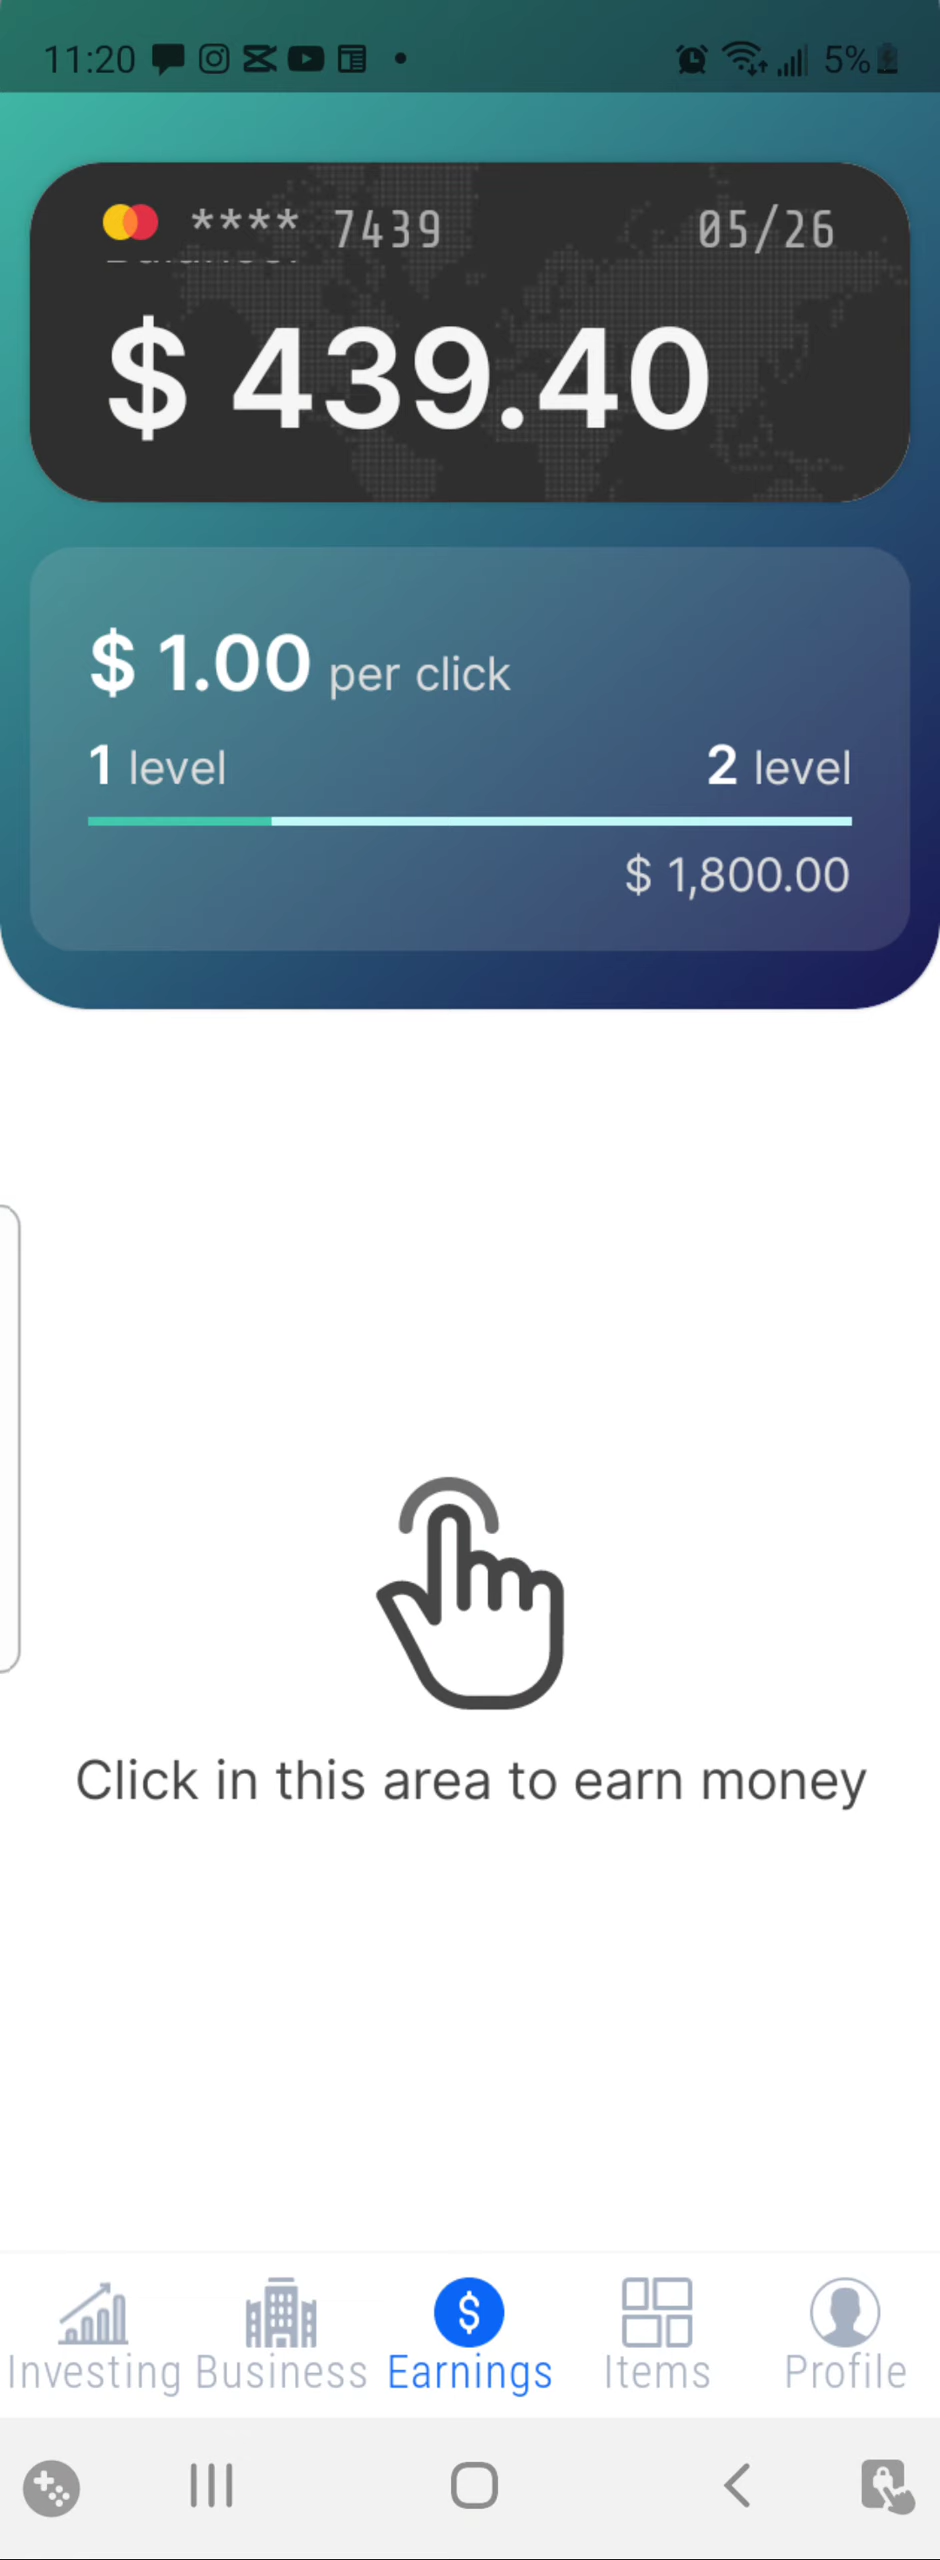 11:20 5%
**** 7439 05/26
$ 439.40
$ 1.00 per click
1 level 2 level
$ 1,800.00
Click in this area to earn money
Investing Business Earnings Items Profile